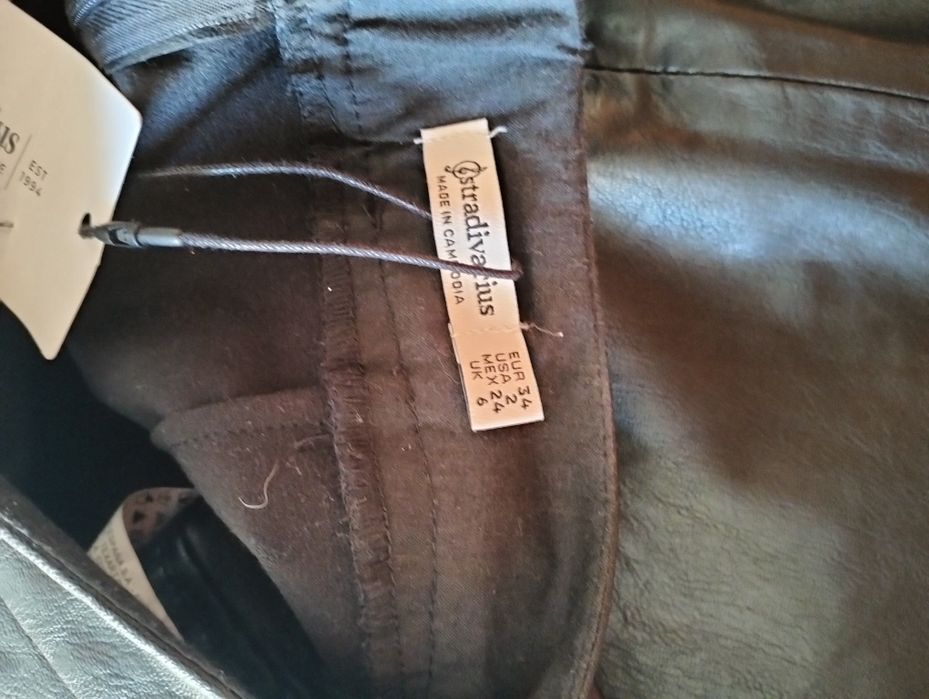 EST
1994
stradivarius
MADE IN CAMBODIA
EUR 34
USA 2
MEX 24
UK 6